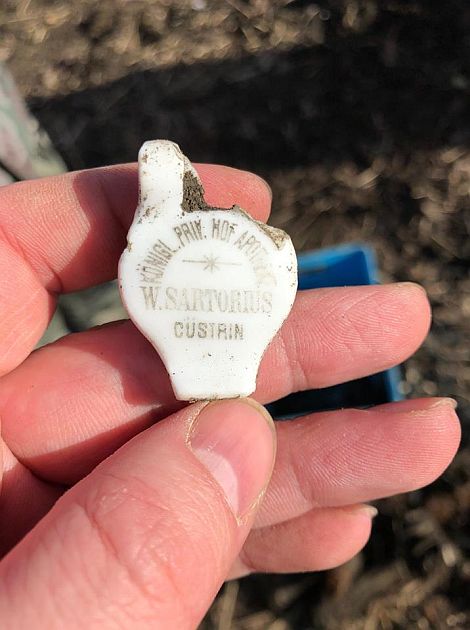 KÖNIGL. PRIV. HOF APOTHEKE
W. SARTORIUS
CÜSTRIN